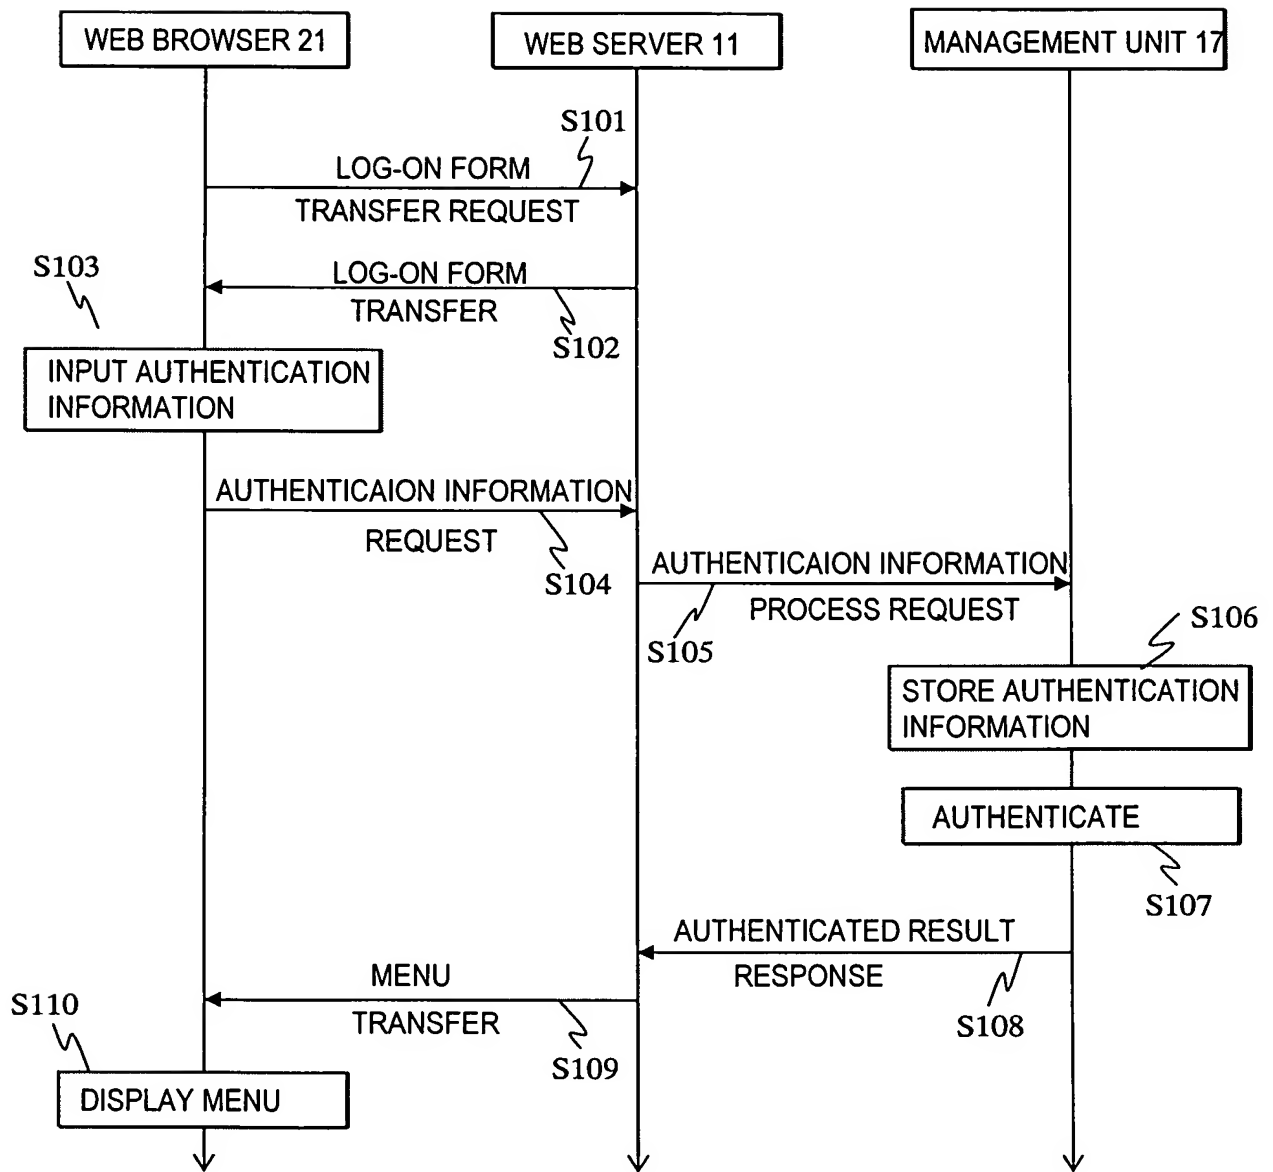 WEB BROWSER 21
WEB SERVER 11
MANAGEMENT UNIT 17
S101
LOG-ON FORM
TRANSFER REQUEST
S103
LOG-ON FORM
TRANSFER
S102
INPUT AUTHENTICATION
INFORMATION
AUTHENTICAION INFORMATION
REQUEST
S104
AUTHENTICAION INFORMATION
PROCESS REQUEST
S105
S106
STORE AUTHENTICATION
INFORMATION
AUTHENTICATE
S107
AUTHENTICATED RESULT
RESPONSE
S108
MENU
TRANSFER
S109
S110
DISPLAY MENU